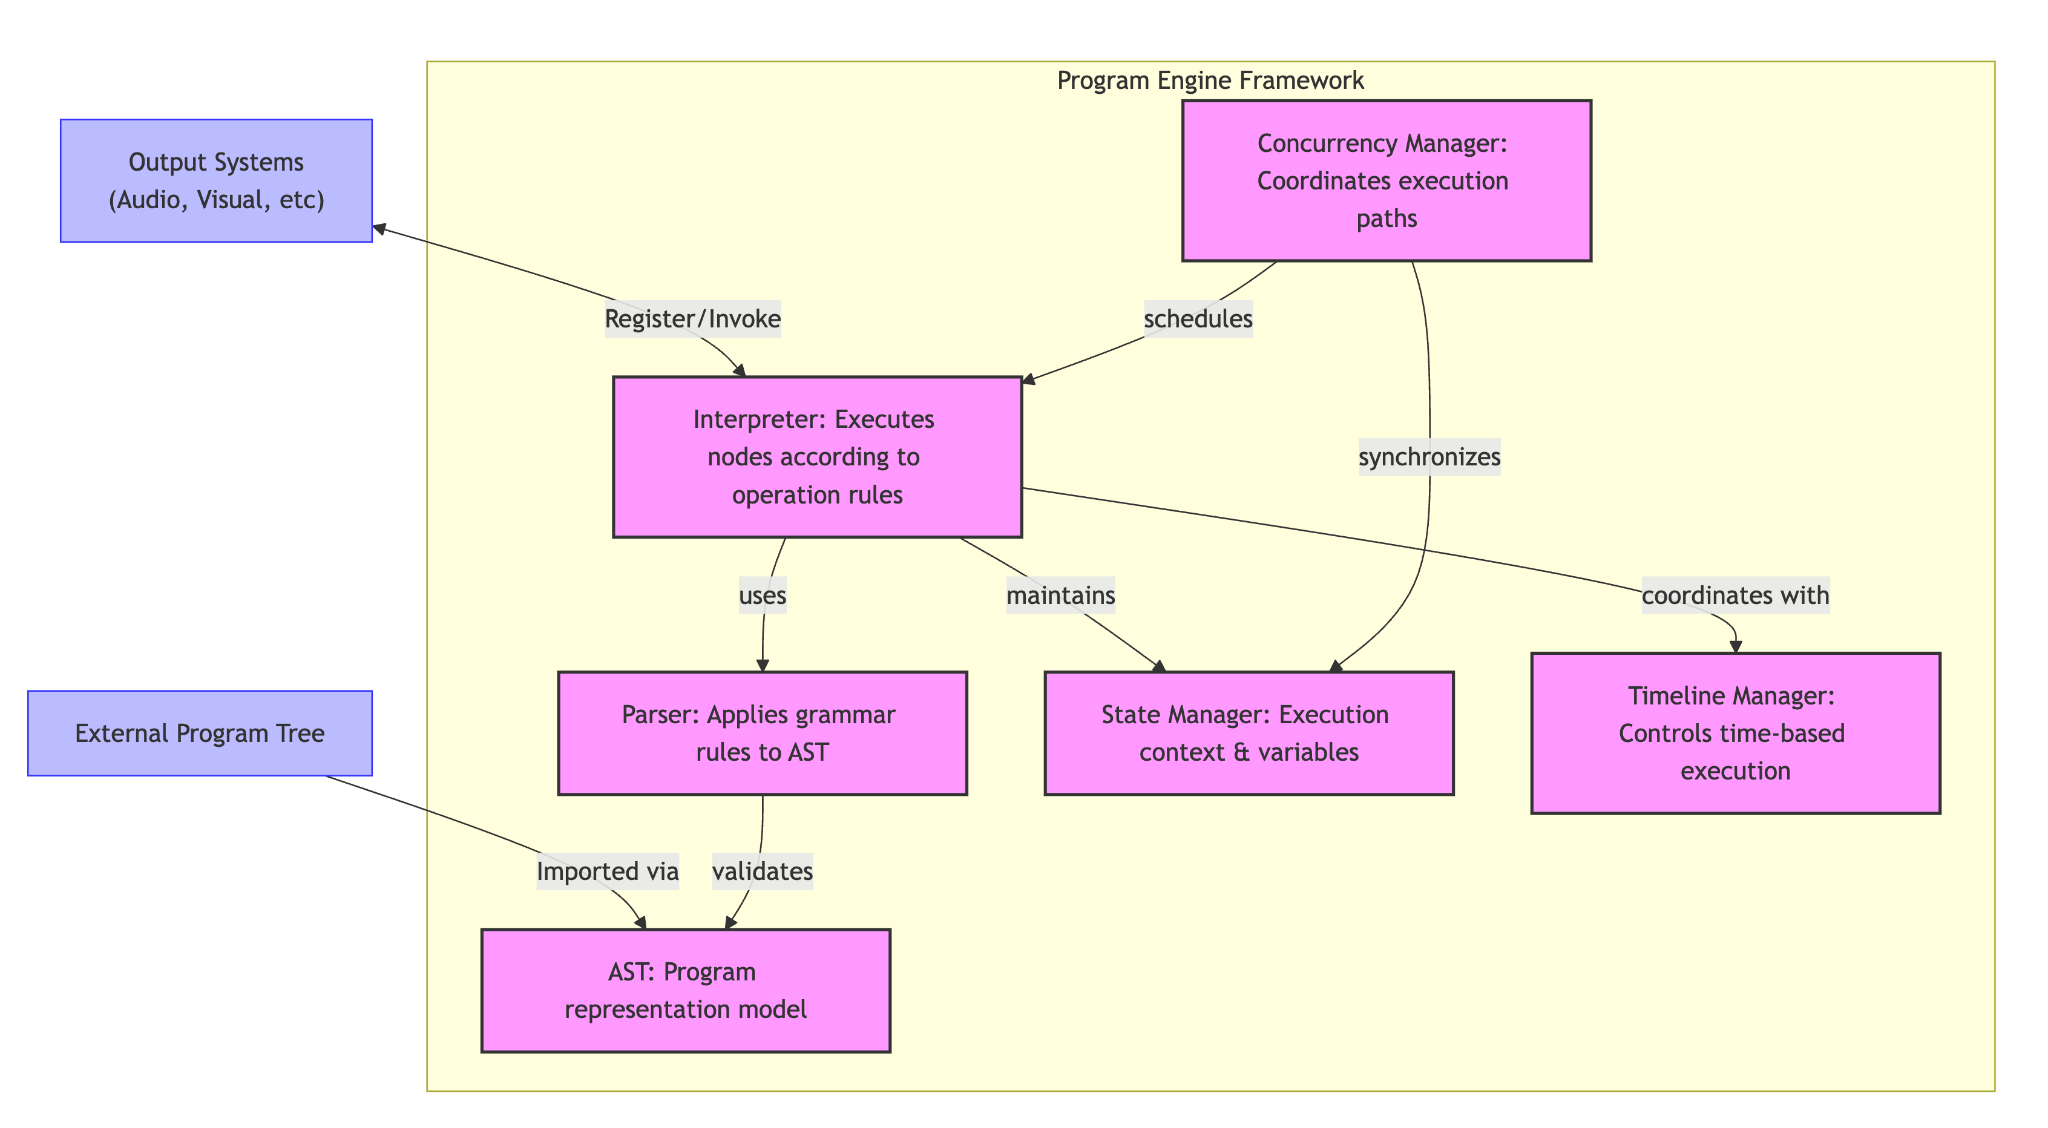 Program Engine Framework
Output Systems
(Audio, Visual, etc)
Concurrency Manager:
Coordinates execution
paths
Register/Invoke
schedules
Interpreter: Executes
nodes according to
operation rules
synchronizes
uses
maintains
coordinates with
External Program Tree
Parser: Applies grammar
rules to AST
State Manager: Execution
context & variables
Timeline Manager:
Controls time-based
execution
Imported via
validates
AST: Program
representation model